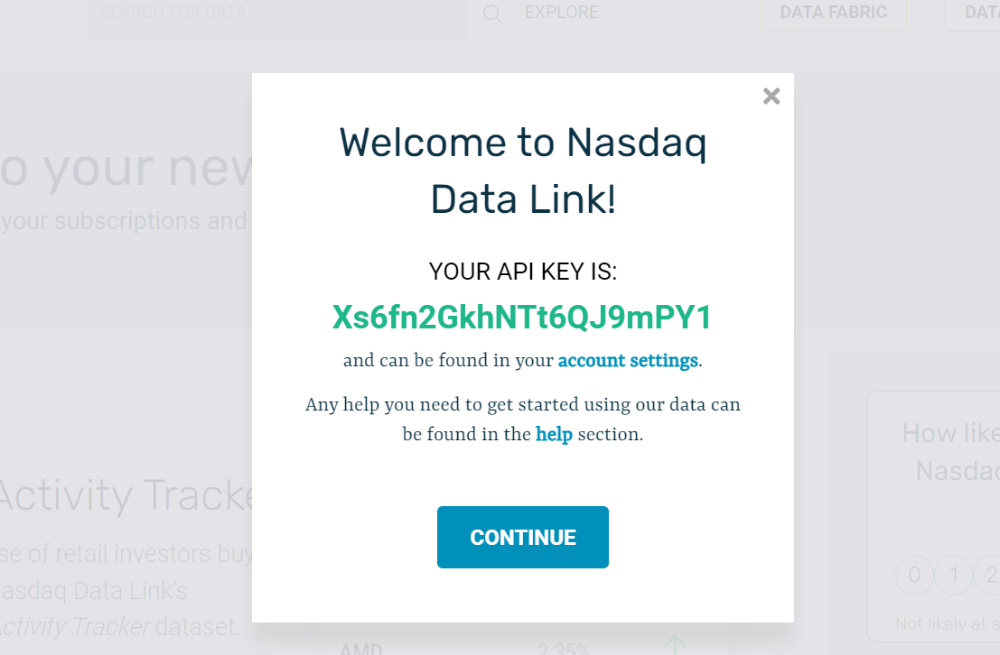 SEARCH FOR DATA
EXPLORE
DATA FABRIC
DAT
Welcome to Nasdaq
Data Link!
YOUR API KEY IS:
Xs6fn2GkhNTt6QJ9mPY1
and can be found in your account settings.
Any help you need to get started using our data can
be found in the help section.
CONTINUE
o your new
your subscriptions and
Activity Tracke
se of retail investors buy
asdaq Data Link's
ctivity Tracker dataset.
How like
Nasdaq
0 1 2
Not likely at a
AMD 2.35%